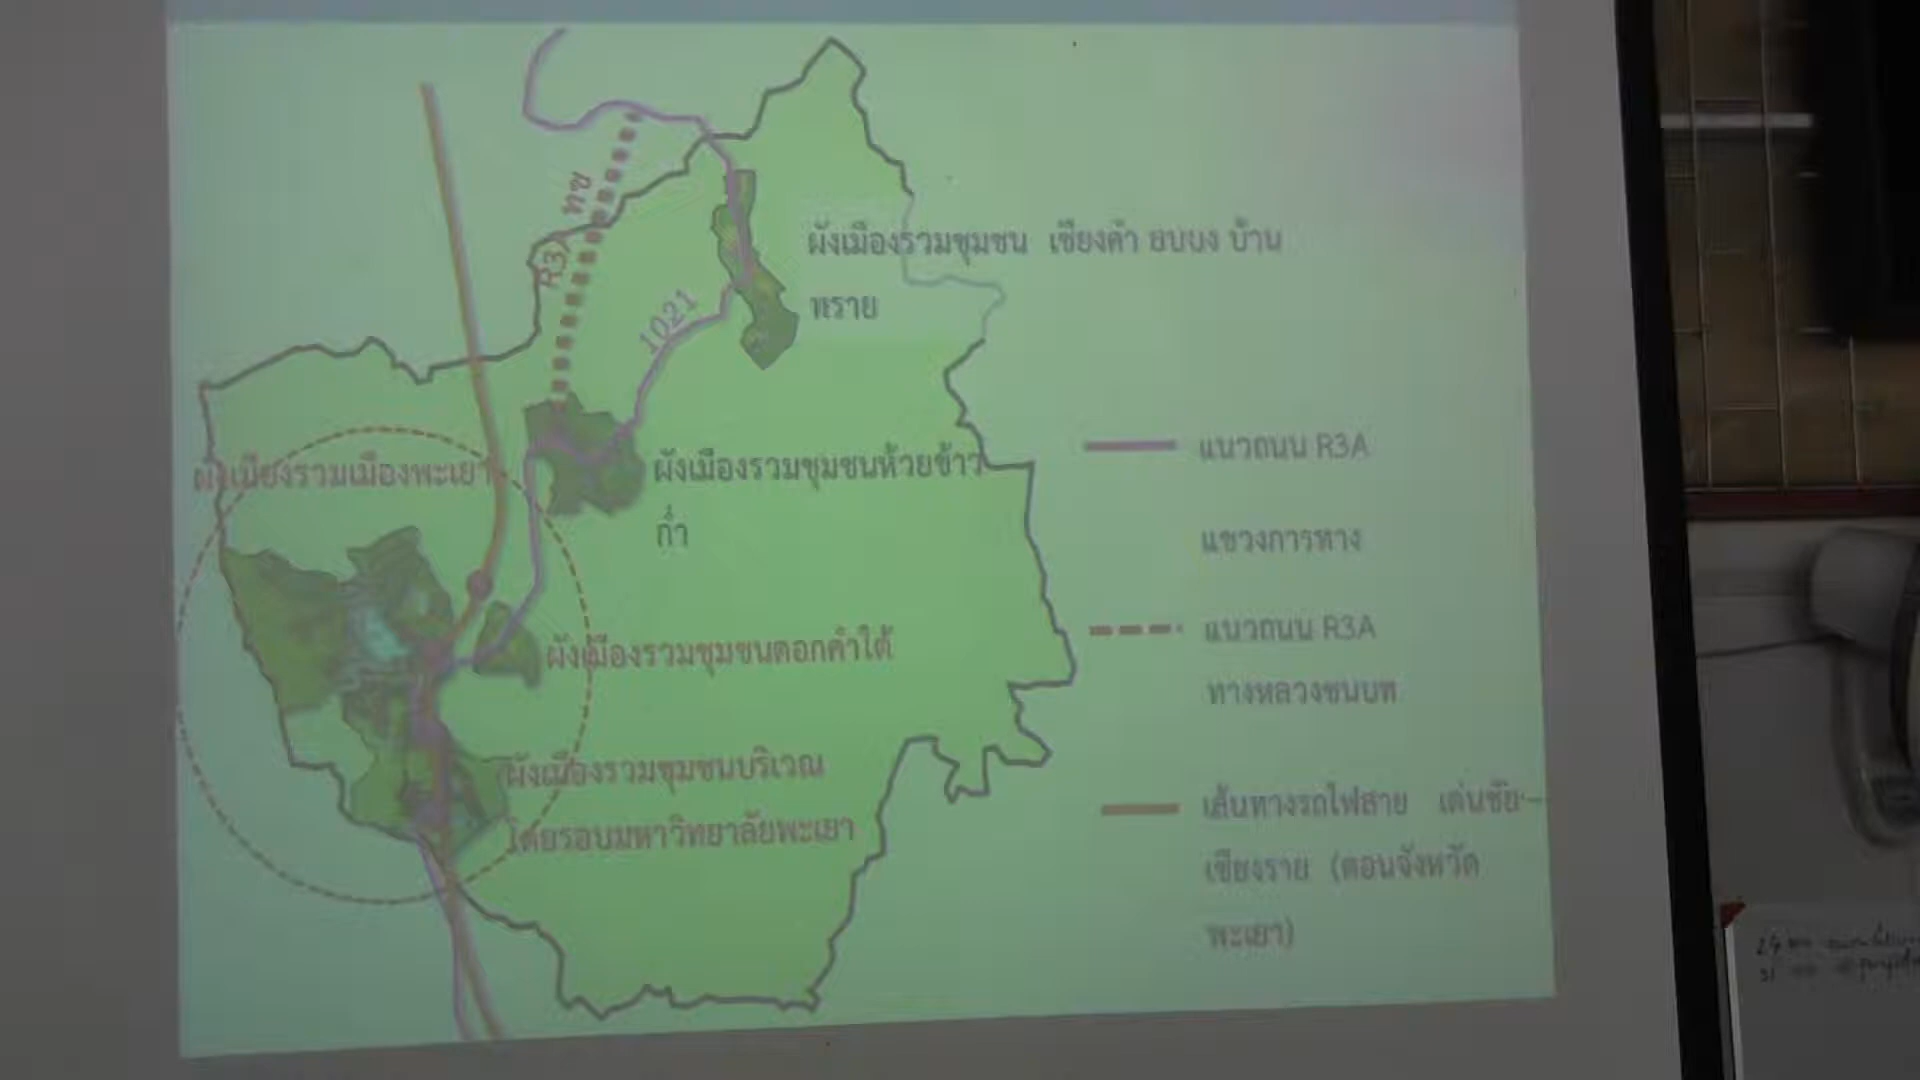 ผังเมืองรวมชุมชน เชียงคำ สบบง บ้าน
ทราย
R3
ทช
1021
ผังเมืองรวมเมืองพะเยา
ผังเมืองรวมชุมชนห้วยข้าว
ก่ำ
ผังเมืองรวมชุมชนดอกคำใต้
ผังเมืองรวมชุมชนบริเวณ
โดยรอบมหาวิทยาลัยพะเยา
แนวถนน R3A
แขวงการทาง
แนวถนน R3A
ทางหลวงชนบท
เส้นทางรถไฟสาย เด่นชัย-
เชียงราย (ตอนจังหวัด
พะเยา)